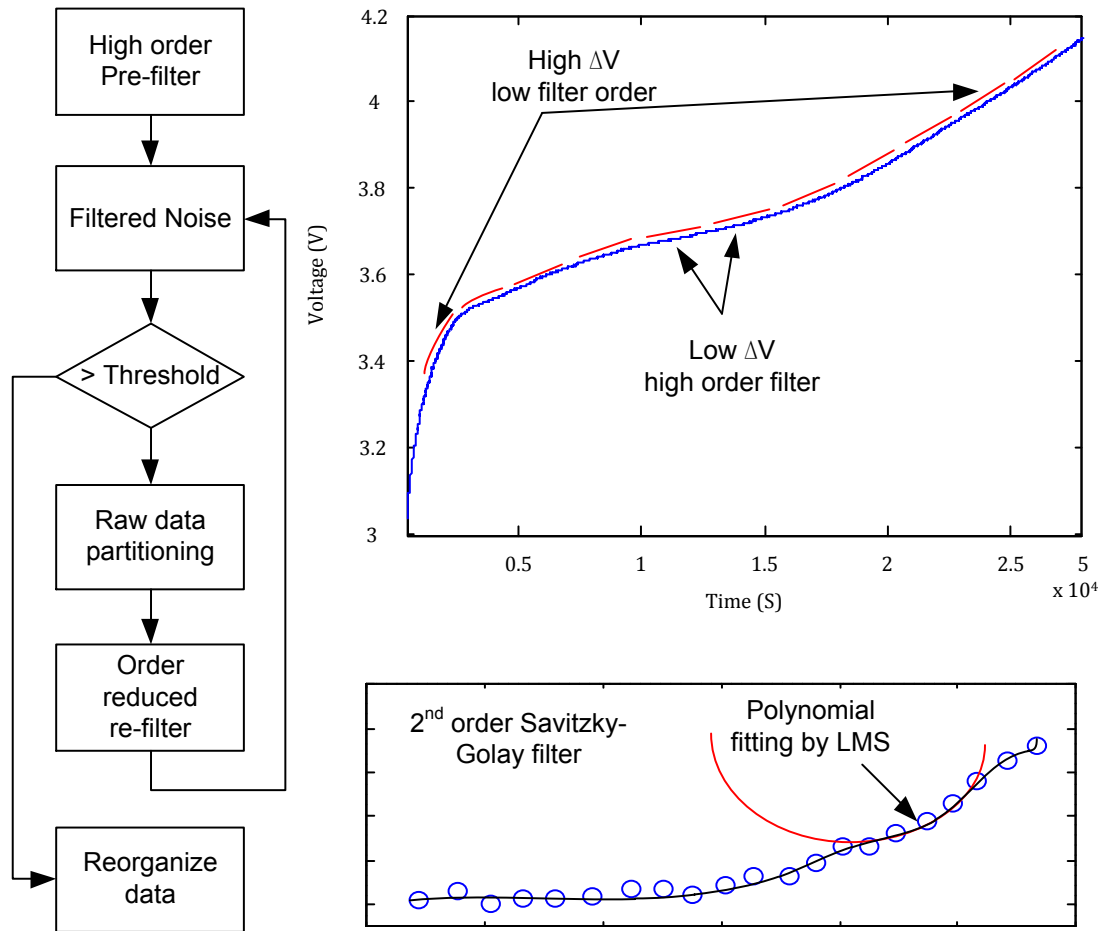 High order
Pre-filter
Filtered Noise
> Threshold
Raw data
partitioning
Order
reduced
re-filter
Reorganize
data
4.2
4
3.8
3.6
3.4
3.2
3
Voltage (V)
High ΔV
low filter order
Low ΔV
high order filter
0.5
1
1.5
2
2.5
5
x 10⁴
Time (S)
2ⁿᵈ order Savitzky-
Golay filter
Polynomial
fitting by LMS